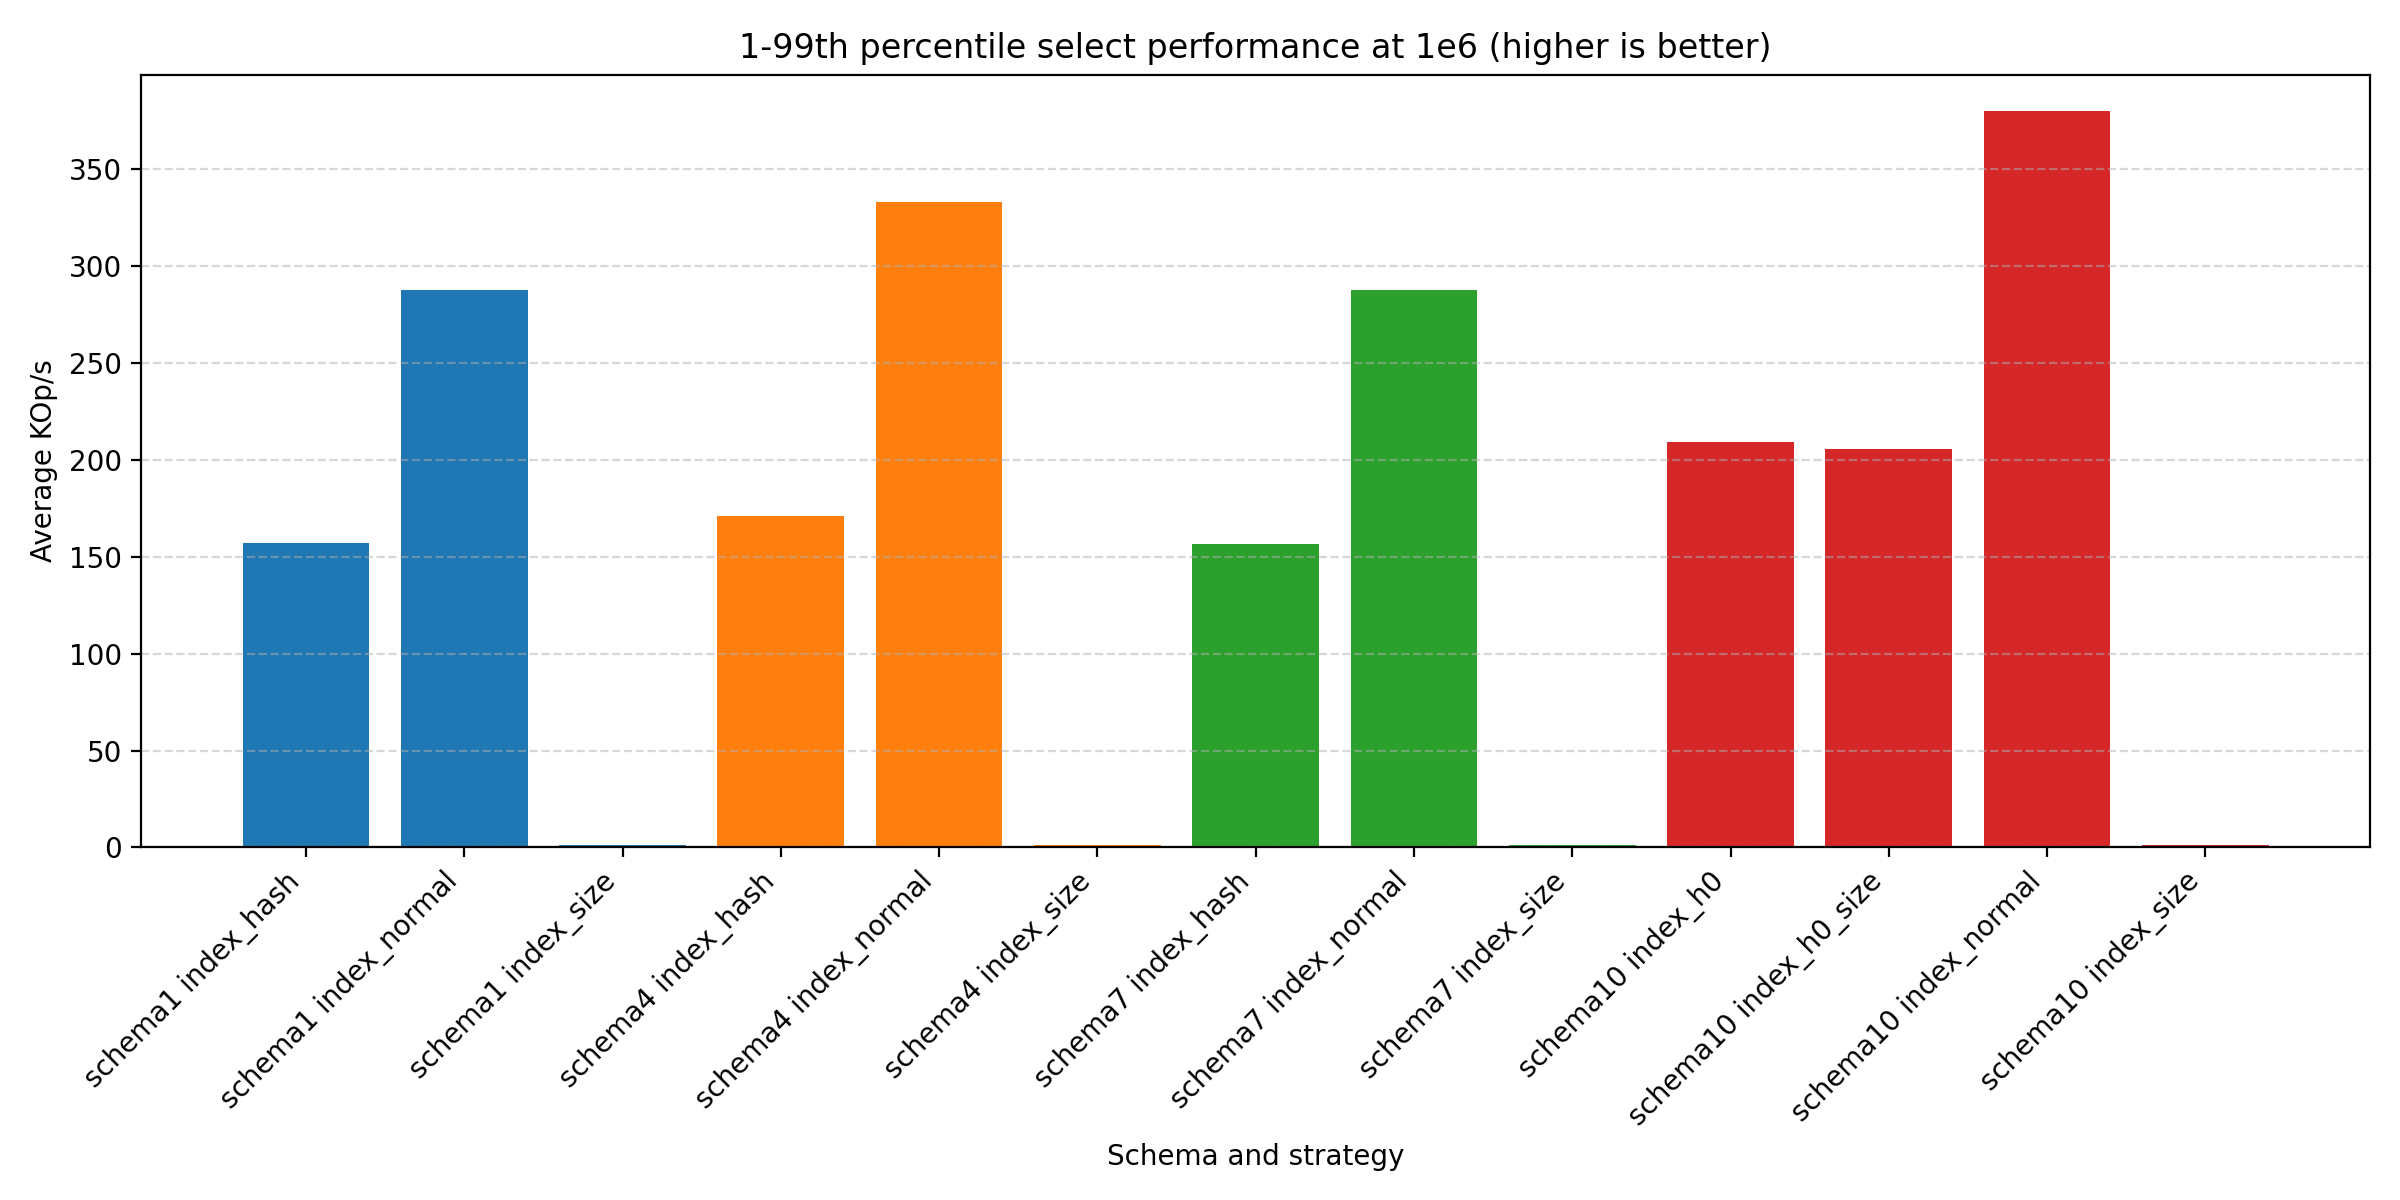 1-99th percentile select performance at 1e6 (higher is better)
Average KOp/s
350
300
250
200
150
100
50
0
schema1 index_hash
schema1 index_normal
schema1 index_size
schema4 index_hash
schema4 index_normal
schema4 index_size
schema7 index_hash
schema7 index_normal
schema7 index_size
schema10 index_h0
schema10 index_h0_size
schema10 index_normal
schema10 index_size
Schema and strategy